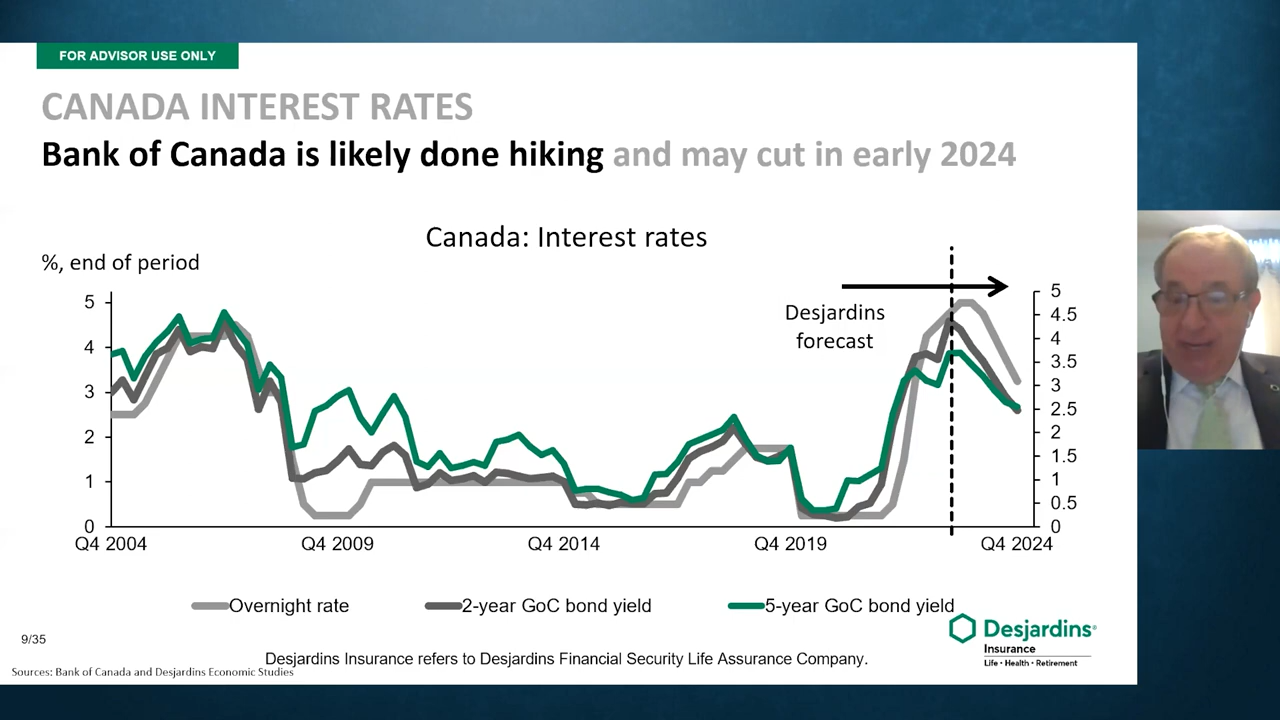 FOR ADVISOR USE ONLY
CANADA INTEREST RATES
Bank of Canada is likely done hiking and may cut in early 2024
Canada: Interest rates
%, end of period
Desjardins
forecast
5
4
3
2
1
0
5
4.5
4
3.5
3
2.5
2
1.5
1
0.5
0
Q4 2004
Q4 2009
Q4 2014
Q4 2019
Q4 2024
Overnight rate
2-year GoC bond yield
5-year GoC bond yield
Desjardins®
Insurance
Life • Health • Retirement
9/35
Desjardins Insurance refers to Desjardins Financial Security Life Assurance Company.
Sources: Bank of Canada and Desjardins Economic Studies